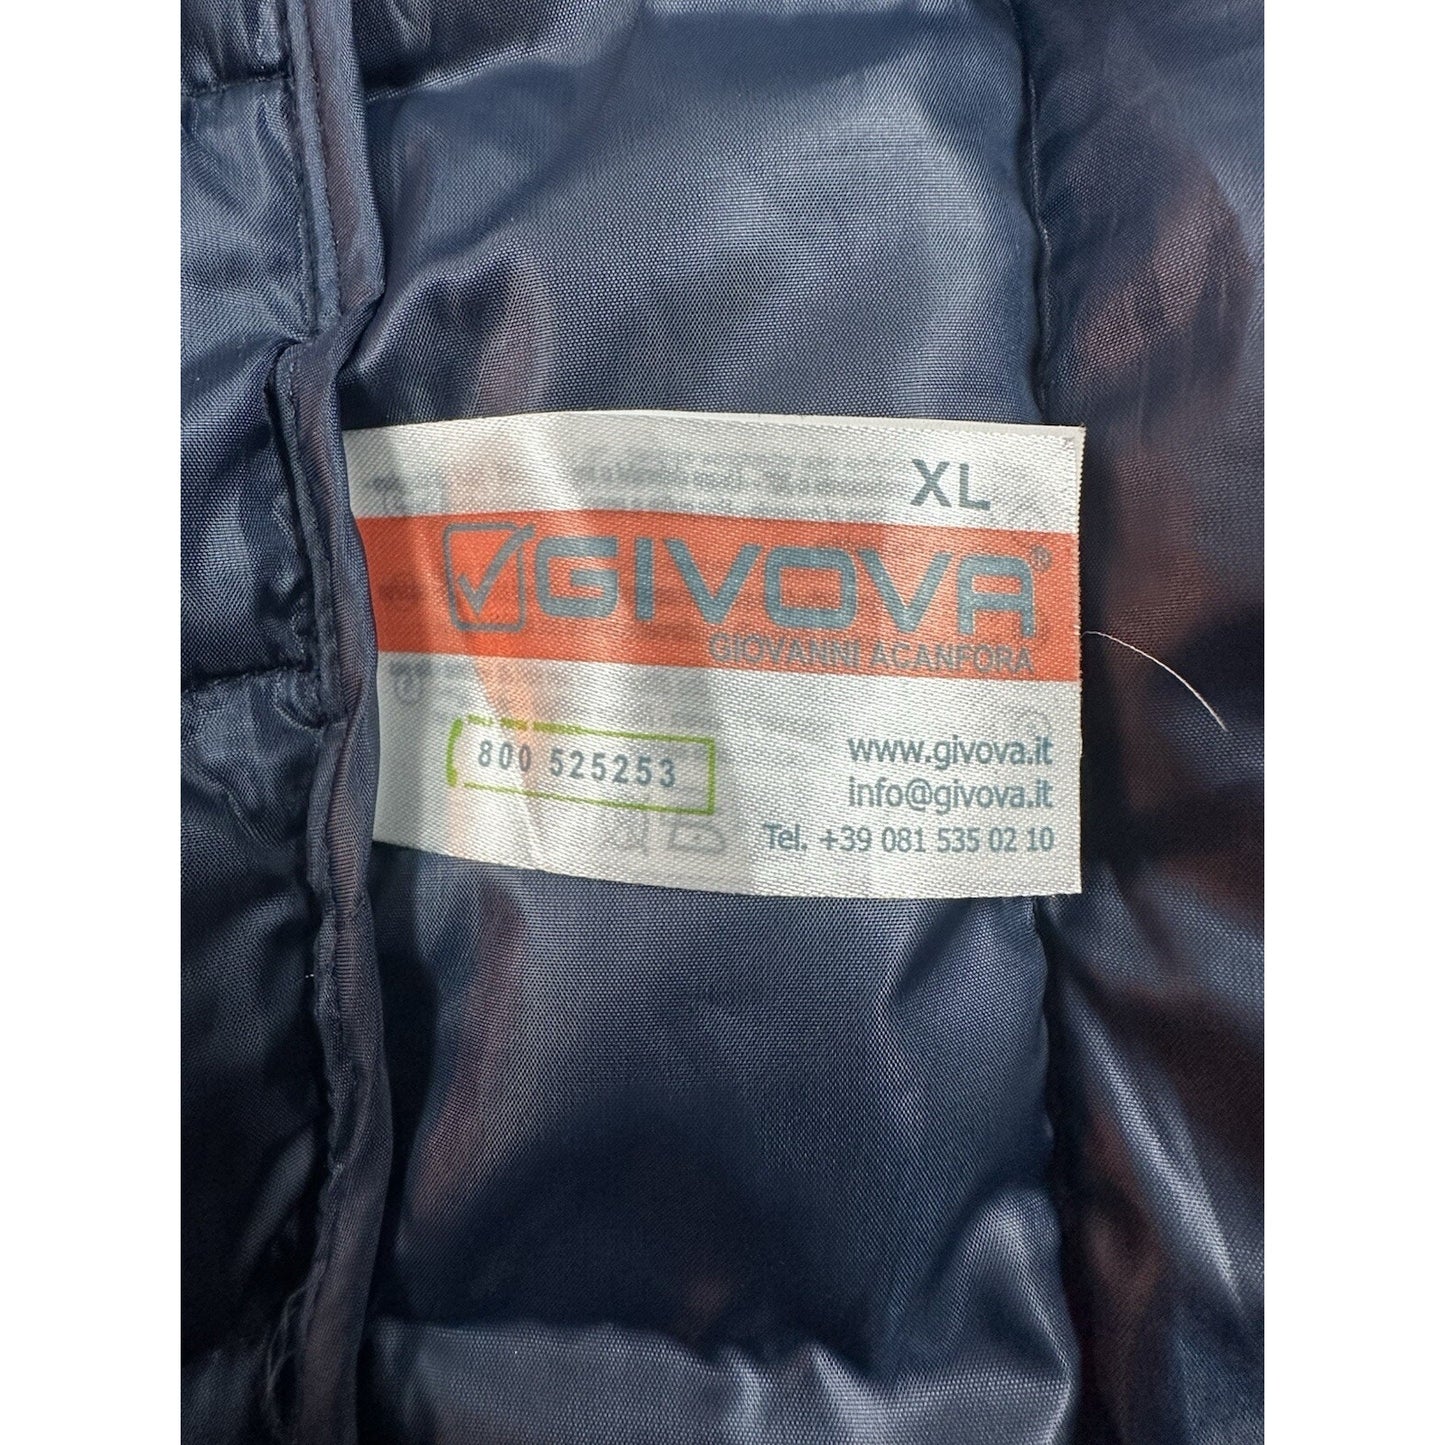 XL
GIVOVA®
GIOVANNI ACANFORA
800 525253
www.givova.it
info@givova.it
Tel. +39 081 535 02 10